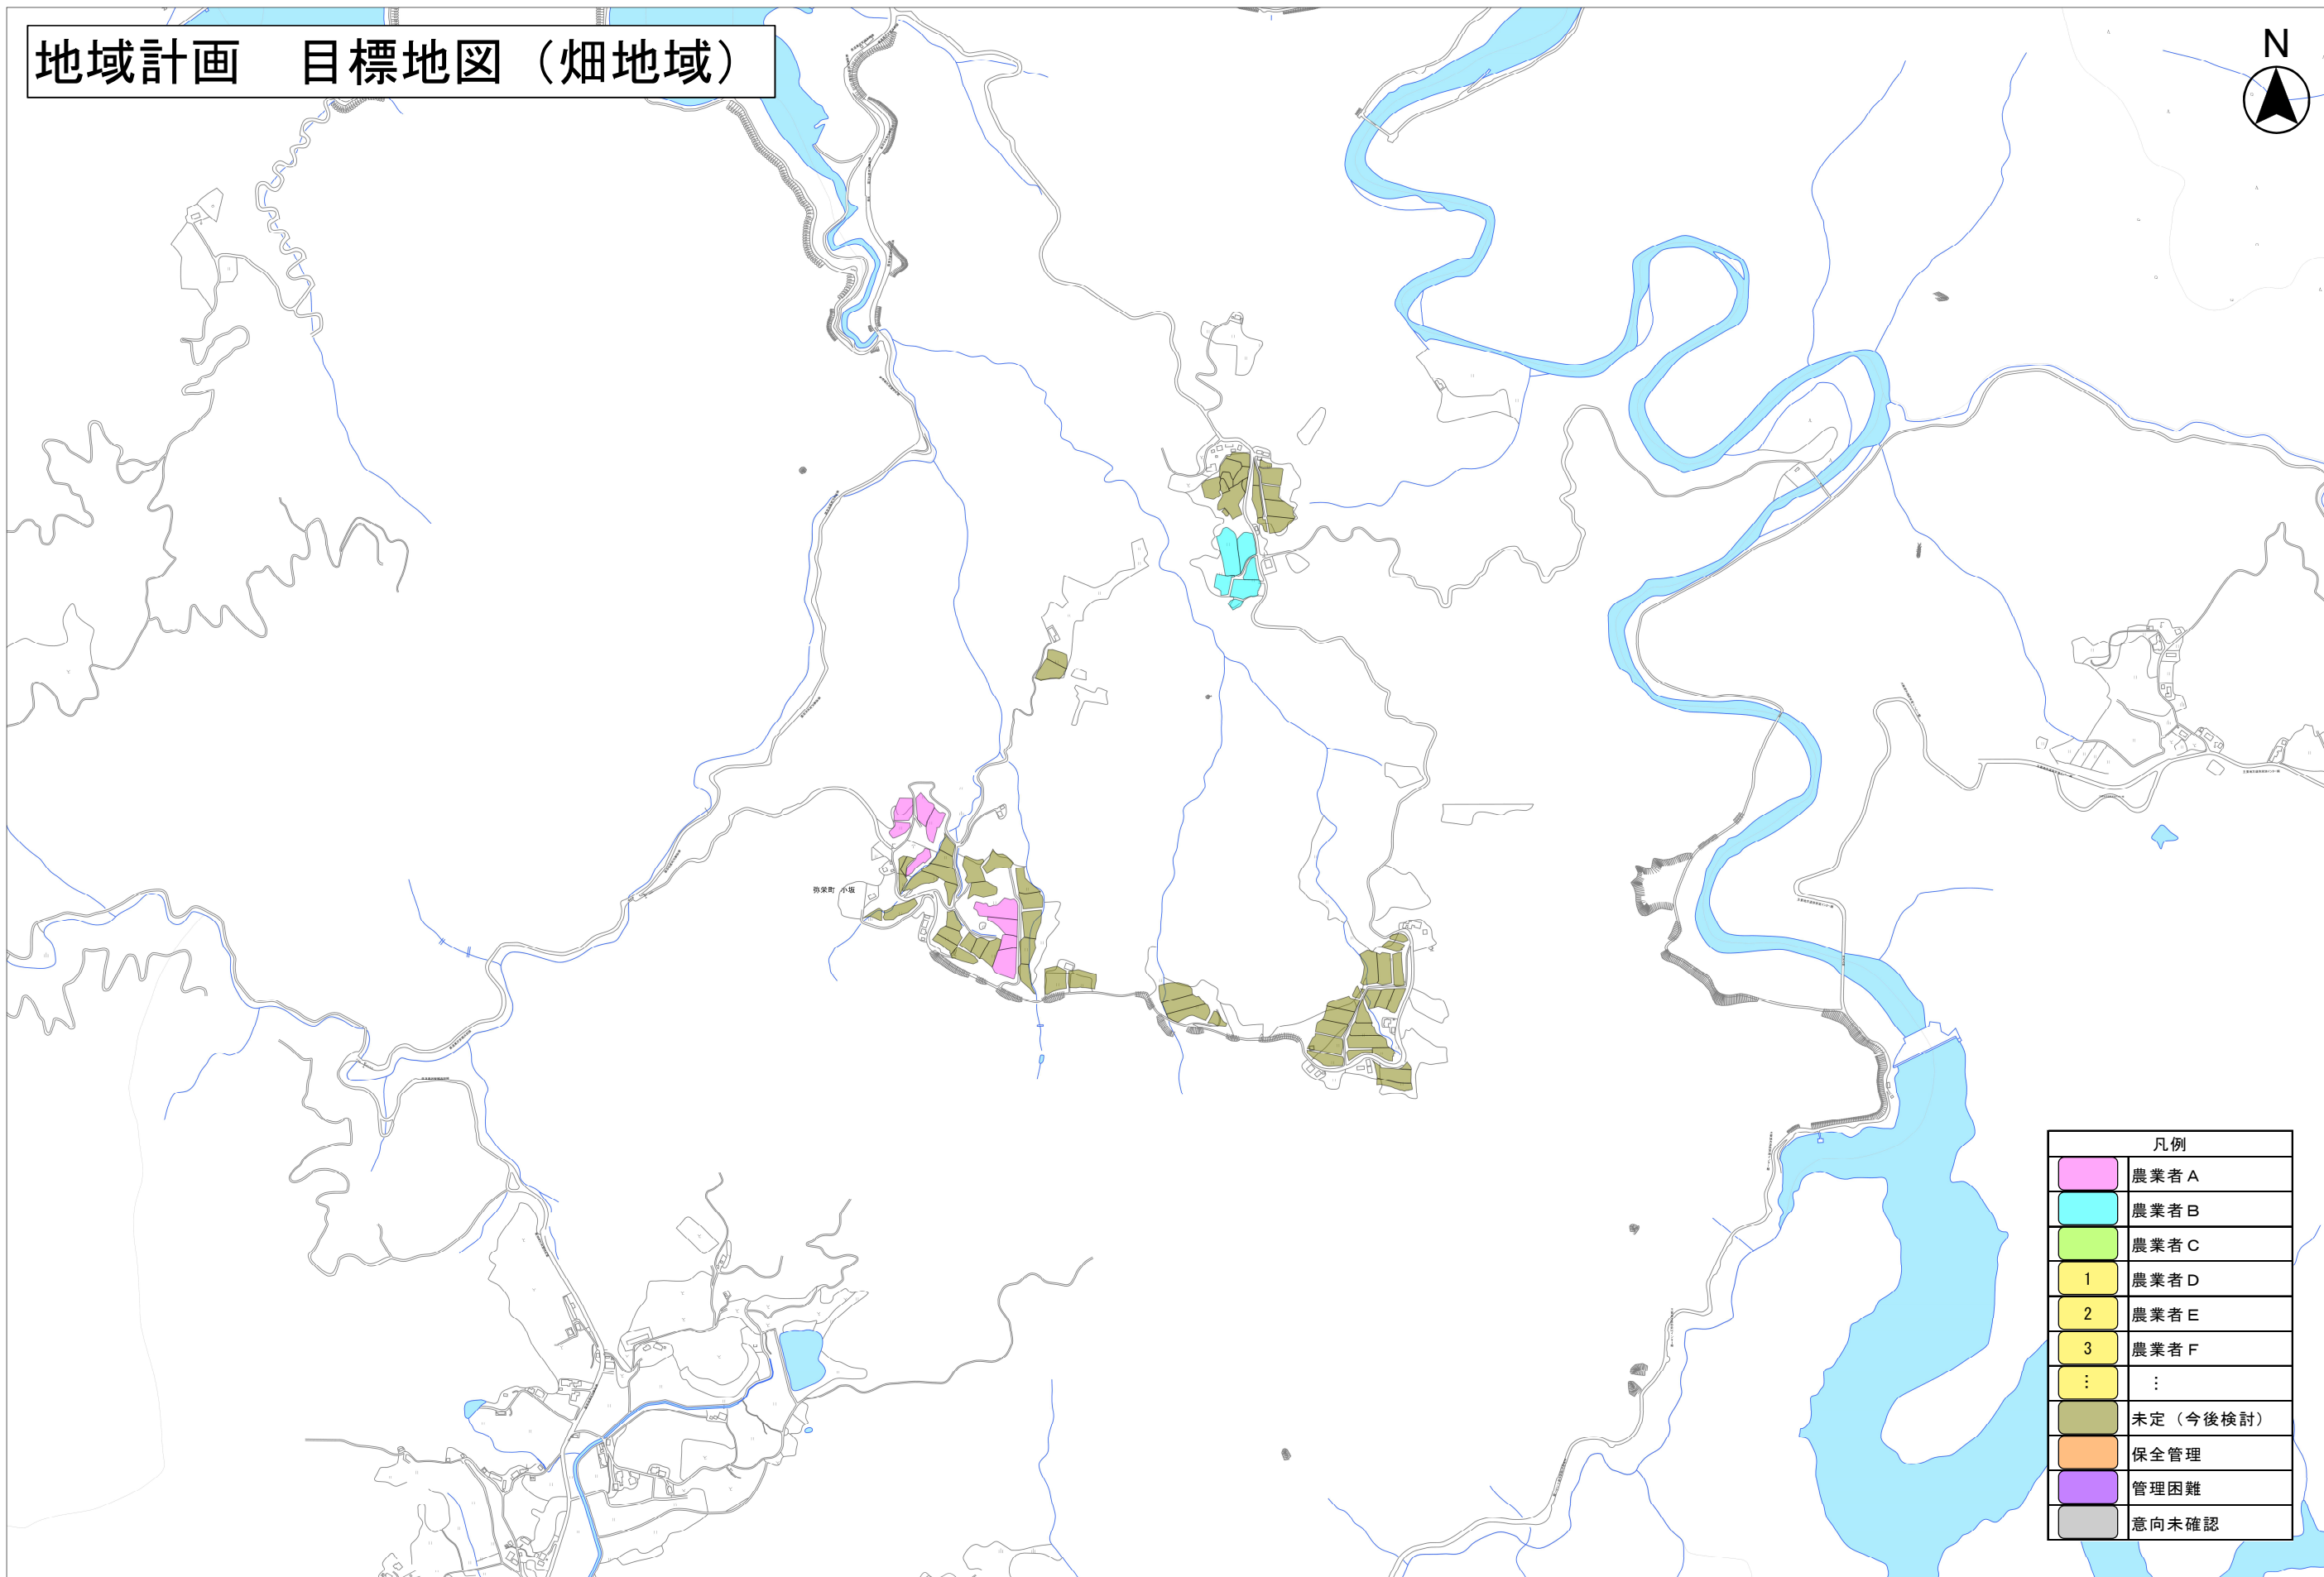 地域計画　目標地図（畑地域）
N
弥栄町 小坂
凡例
農業者A
農業者B
農業者C
1 農業者D
2 農業者E
3 農業者F
⋮ ⋮
未定（今後検討）
保全管理
管理困難
意向未確認